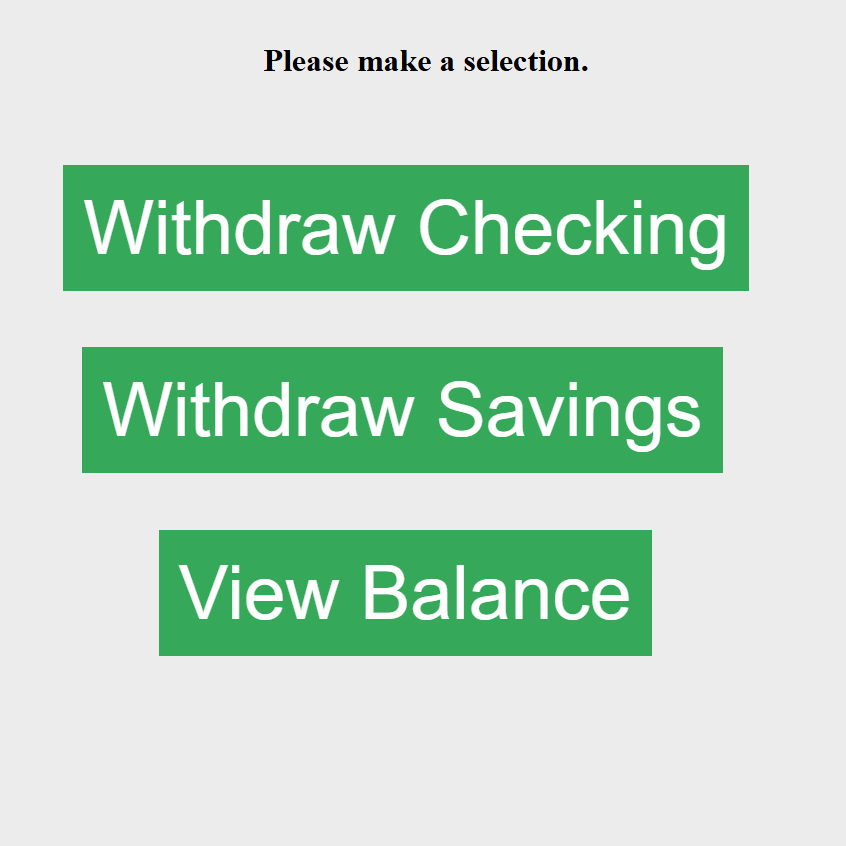 Please make a selection.
Withdraw Checking
Withdraw Savings
View Balance